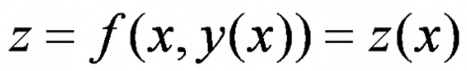 z = f(x, y(x)) = z(x)